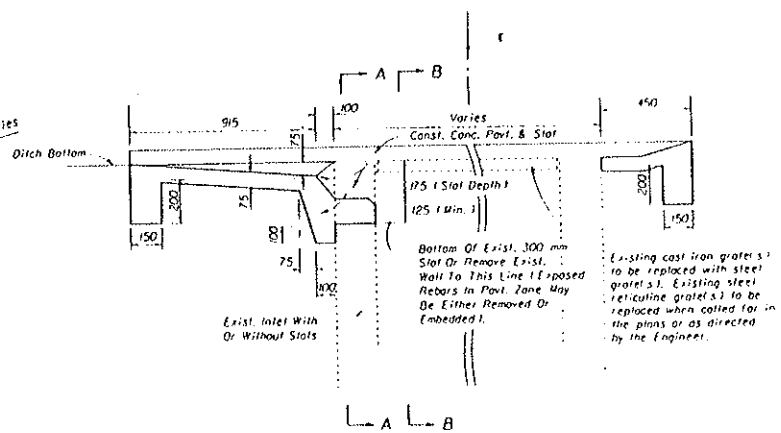 A B
100
915
Varies
450
Const. Conc. Pavt. & Slot
75
Ditch Bottom
175 ( Slot Depth )
125 ( Min. )
200
75
200
150
100
150
75
100
Bottom Of Exist. 300 mm
Slot Or Remove Exist.
Wall To This Line ( Exposed
Rebars In Pavt. Zone May
Be Either Removed Or
Embedded ).
Existing cast iron grate( s )
to be replaced with steel
grate( s ). Existing steel
reticuline grate( s ) to be
replaced when called for in
the plans or as directed
by the Engineer.
Exist. Inlet With
Or Without Slots
A B